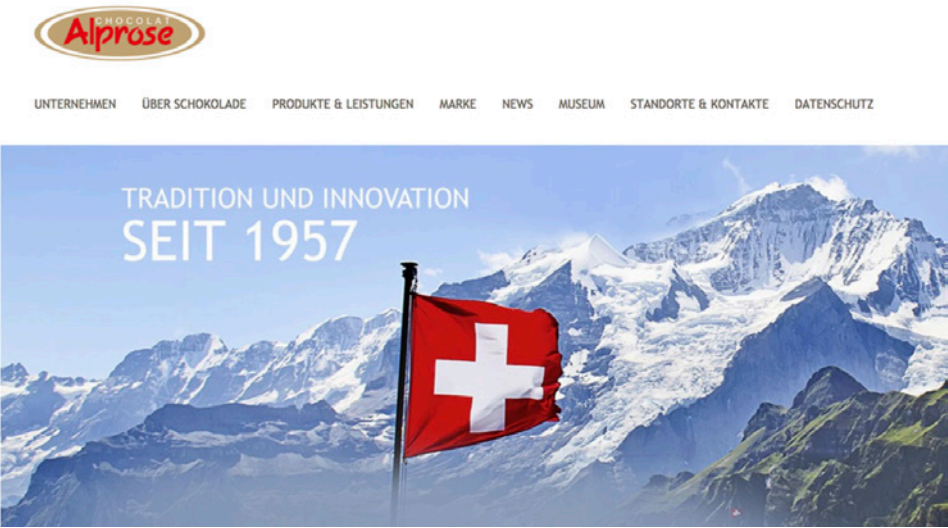 CHOCOLAT
Alprose
UNTERNEHMEN ÜBER SCHOKOLADE PRODUKTE & LEISTUNGEN MARKE NEWS MUSEUM STANDORTE & KONTAKTE DATENSCHUTZ
TRADITION UND INNOVATION
SEIT 1957